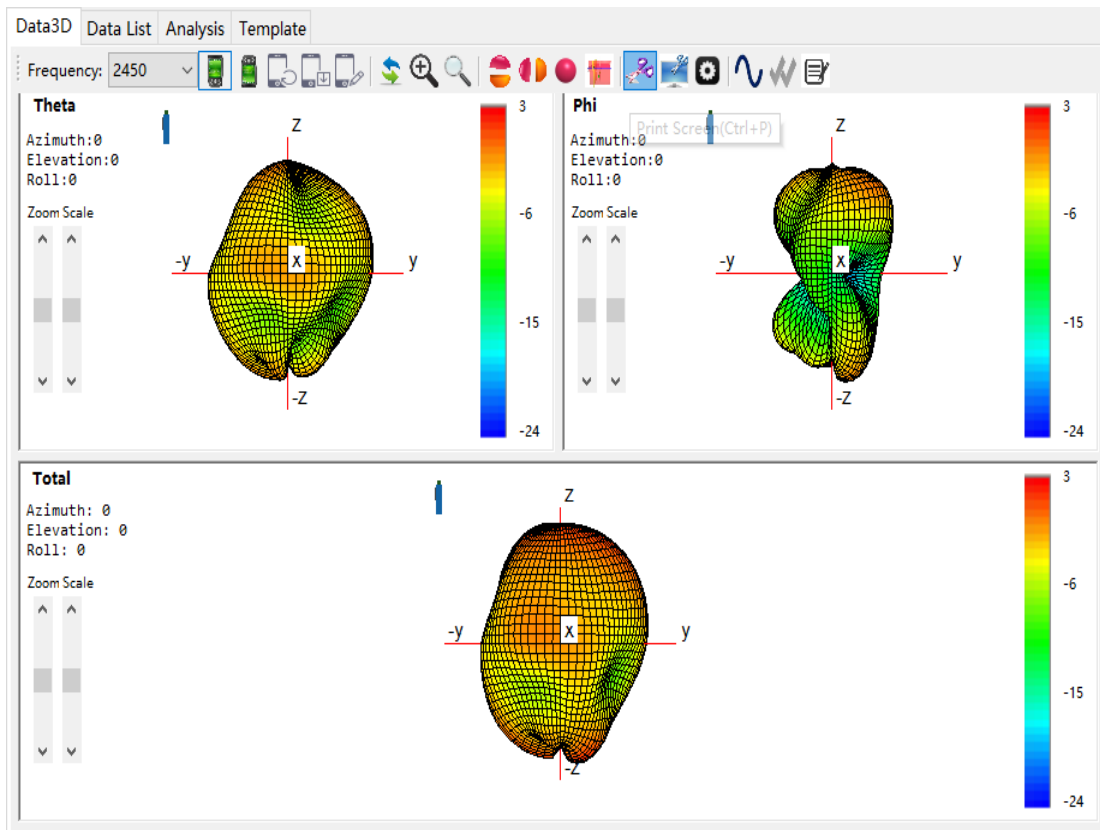 Data3D Data List Analysis Template
Frequency: 2450
Theta
Azimuth:0
Elevation:0
Roll:0
Zoom Scale
Z
-y
x
y
-Z
3
-6
-15
-24
Phi
Print Screen(Ctrl+P)
Azimuth:0
Elevation:0
Roll:0
Zoom Scale
Z
-y
x
y
-Z
3
-6
-15
-24
Total
Azimuth: 0
Elevation: 0
Roll: 0
Zoom Scale
Z
-y
x
y
-Z
3
-6
-15
-24